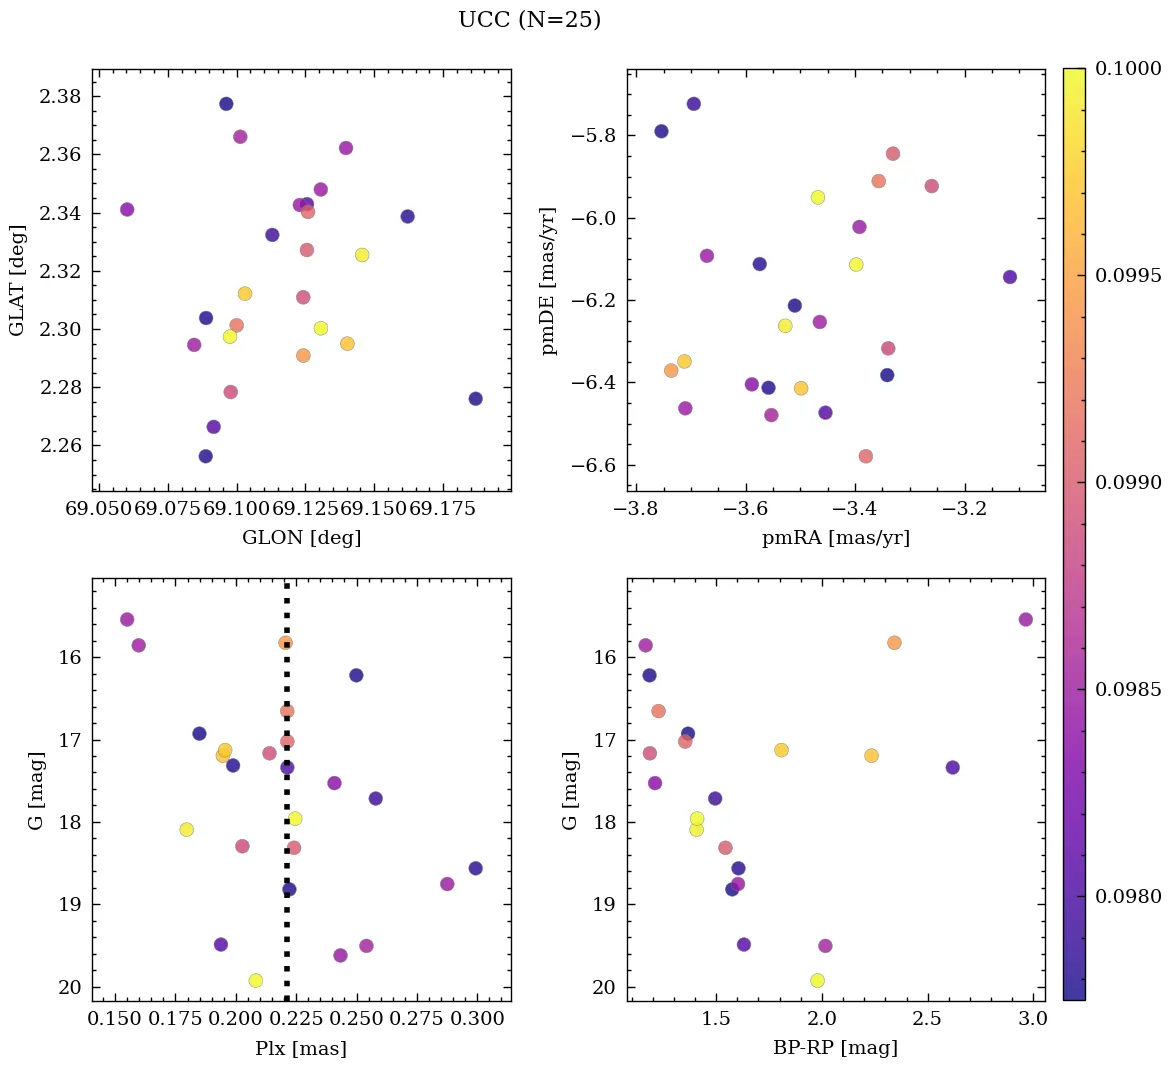 UCC (N=25)
2.38
2.36
2.34
2.32
2.30
2.28
2.26
GLAT [deg]
69.050 69.075 69.100 69.125 69.150 69.175
GLON [deg]
−5.8
−6.0
−6.2
−6.4
−6.6
pmDE [mas/yr]
−3.8 −3.6 −3.4 −3.2
pmRA [mas/yr]
16
17
18
19
20
G [mag]
0.150 0.175 0.200 0.225 0.250 0.275 0.300
Plx [mas]
16
17
18
19
20
G [mag]
1.5 2.0 2.5 3.0
BP-RP [mag]
0.1000
0.0995
0.0990
0.0985
0.0980